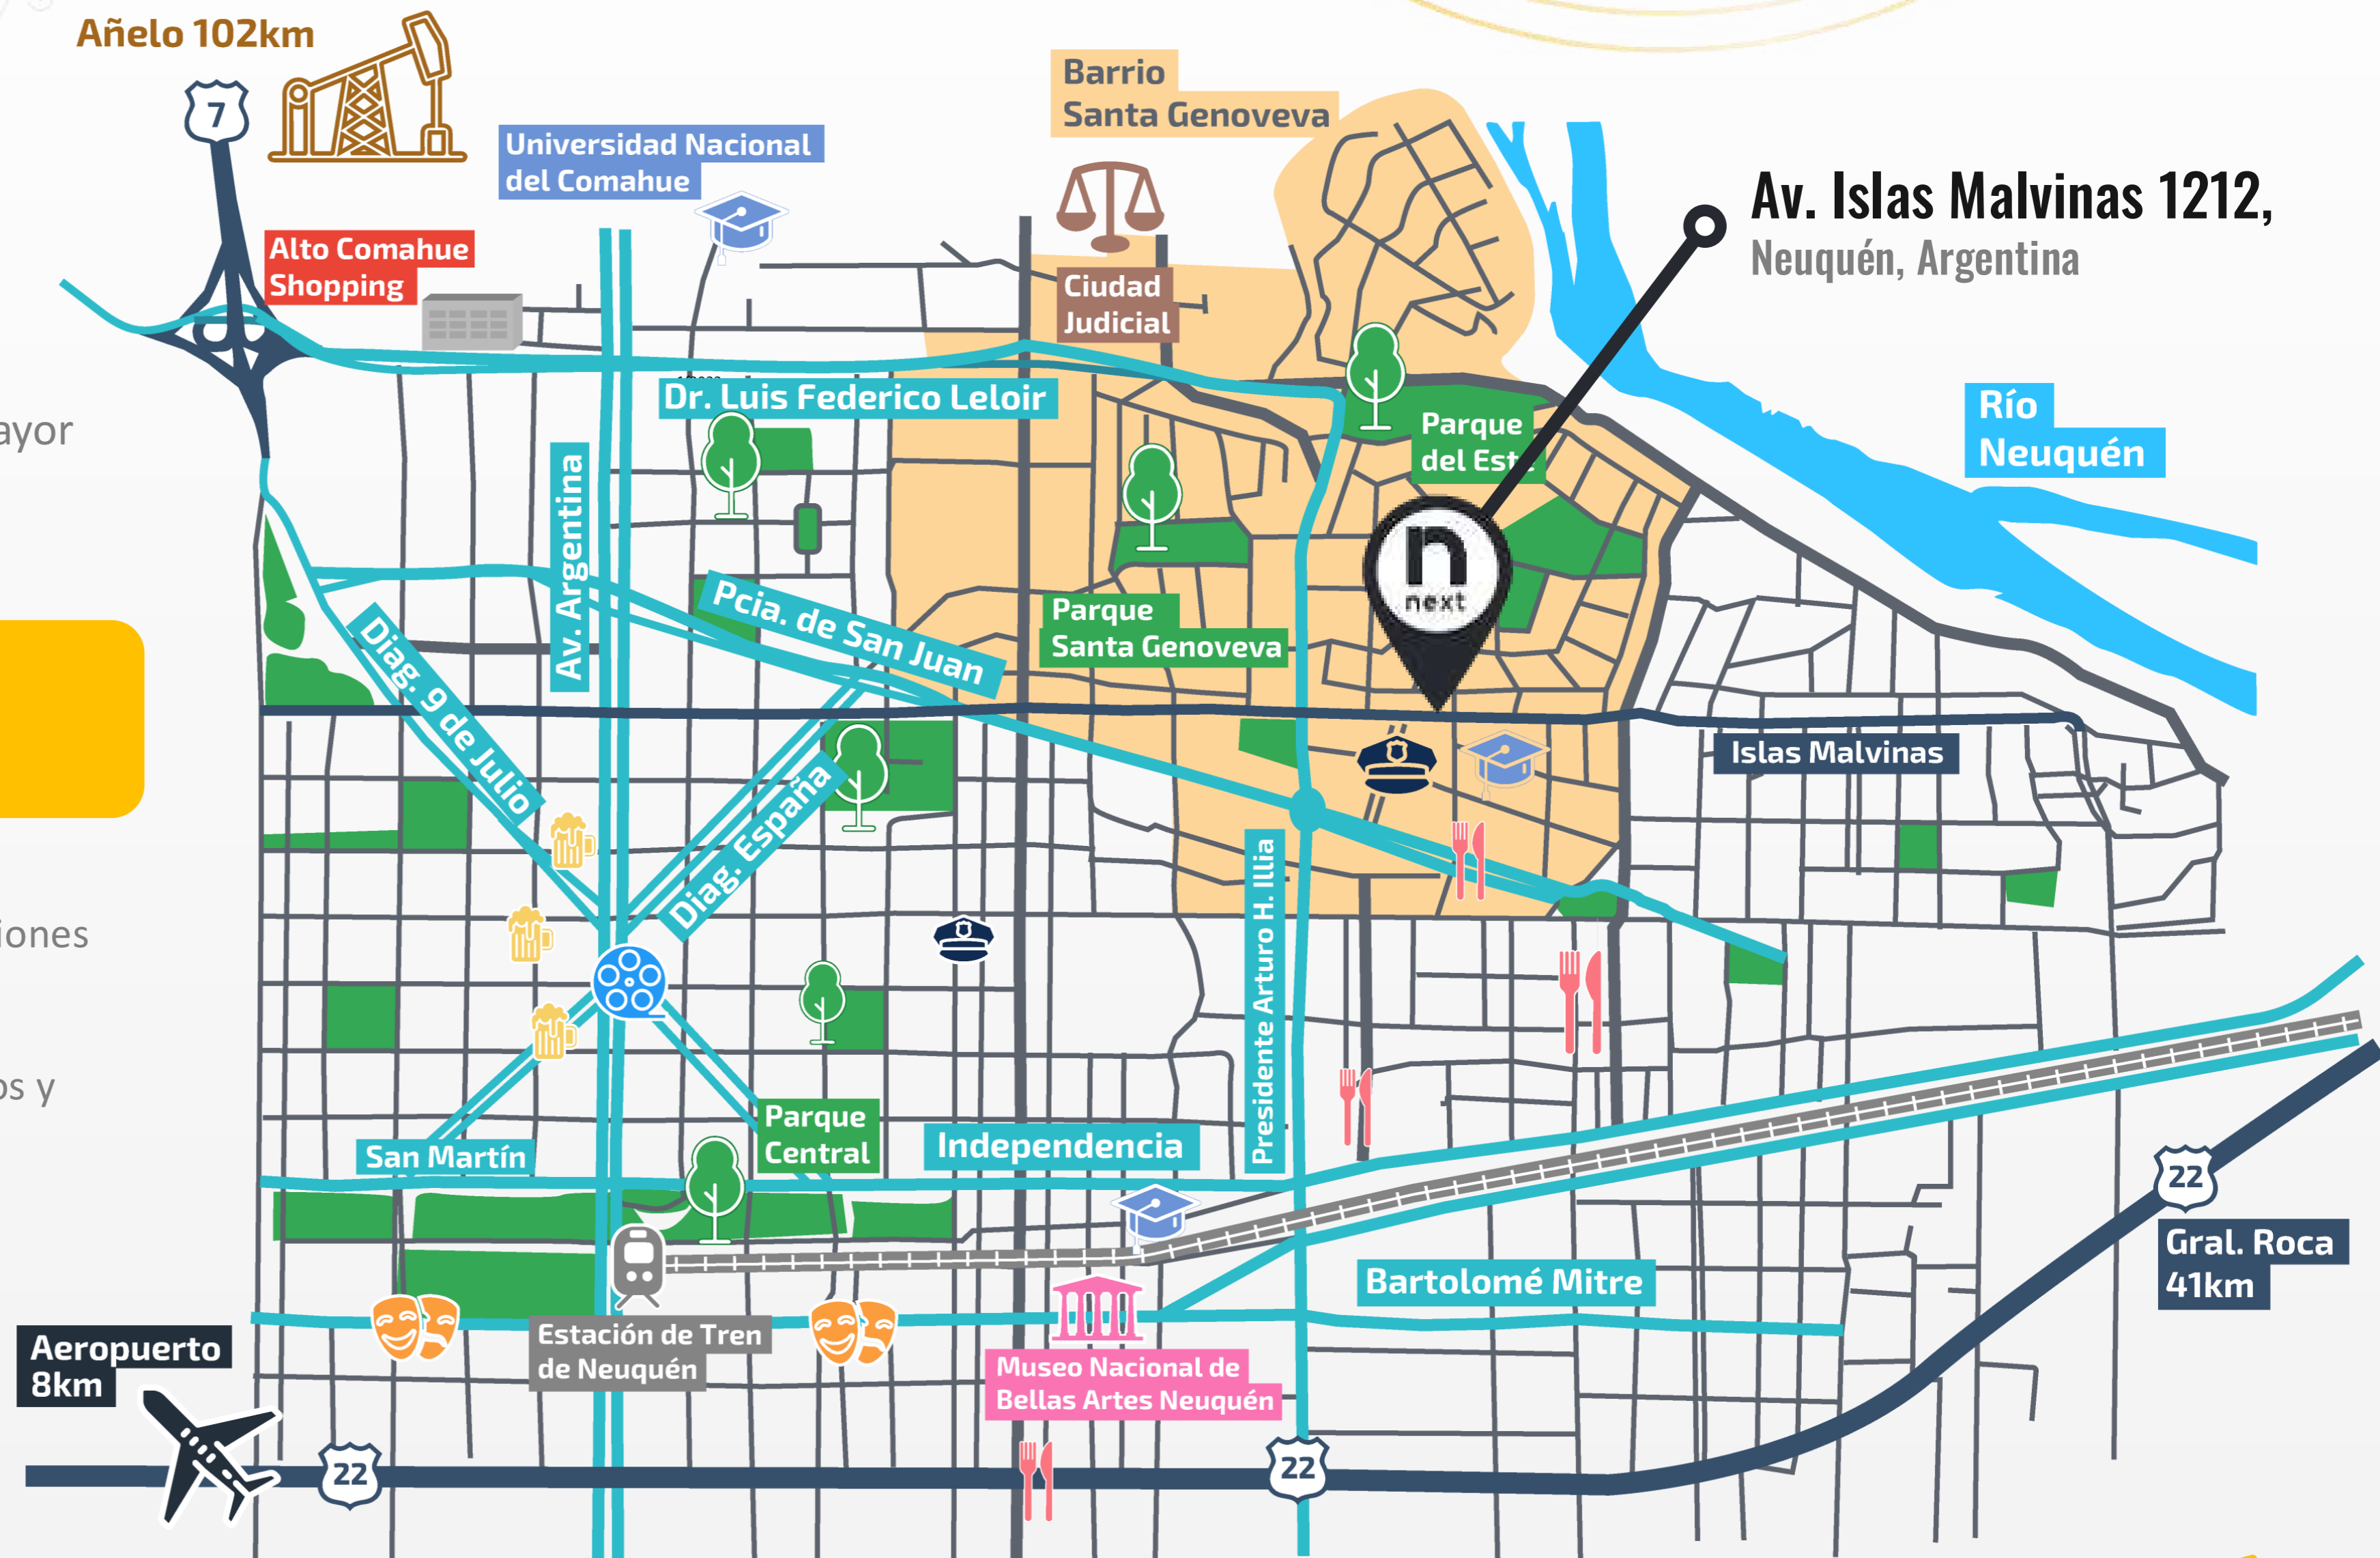 Añelo 102km
7
Barrio
Santa Genoveva
Universidad Nacional
del Comahue
Av. Islas Malvinas 1212,
Neuquén, Argentina
Alto Comahue
Shopping
Ciudad
Judicial
Dr. Luis Federico Leloir
Río
Neuquén
ayor
Parque
del Este
Av. Argentina
n
next
Pcia. de San Juan
Parque
Santa Genoveva
Diag. 9 de Julio
Islas Malvinas
Diag. España
Presidente Arturo H. Illia
iones
os y
Parque
Central
San Martín
Independencia
22
Gral. Roca
41km
Bartolomé Mitre
Aeropuerto
8km
Estación de Tren
de Neuquén
Museo Nacional de
Bellas Artes Neuquén
22
22